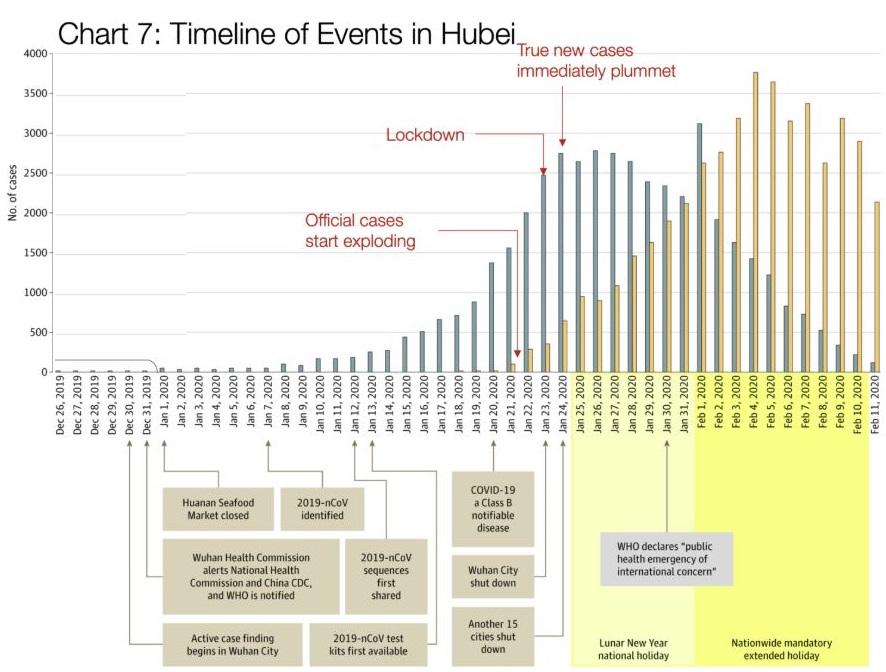 Chart 7: Timeline of Events in Hubei
True new cases
immediately plummet
Lockdown
Official cases
start exploding
No. of cases
4000
3500
3000
2500
2000
1500
1000
500
0
Dec 26, 2019
Dec 27, 2019
Dec 28, 2019
Dec 29, 2019
Dec 30, 2019
Dec 31, 2019
Jan 1, 2020
Jan 2, 2020
Jan 3, 2020
Jan 4, 2020
Jan 5, 2020
Jan 6, 2020
Jan 7, 2020
Jan 8, 2020
Jan 9, 2020
Jan 10, 2020
Jan 11, 2020
Jan 12, 2020
Jan 13, 2020
Jan 14, 2020
Jan 15, 2020
Jan 16, 2020
Jan 17, 2020
Jan 18, 2020
Jan 19, 2020
Jan 20, 2020
Jan 21, 2020
Jan 22, 2020
Jan 23, 2020
Jan 24, 2020
Jan 25, 2020
Jan 26, 2020
Jan 27, 2020
Jan 28, 2020
Jan 29, 2020
Jan 30, 2020
Jan 31, 2020
Feb 1, 2020
Feb 2, 2020
Feb 3, 2020
Feb 4, 2020
Feb 5, 2020
Feb 6, 2020
Feb 7, 2020
Feb 8, 2020
Feb 9, 2020
Feb 10, 2020
Feb 11, 2020
Huanan Seafood
Market closed
2019-nCoV
identified
COVID-19
a Class B
notifiable
disease
Wuhan Health Commission
alerts National Health
Commission and China CDC,
and WHO is notified
2019-nCoV
sequences
first
shared
Wuhan City
shut down
WHO declares “public
health emergency of
international concern”
Active case finding
begins in Wuhan City
2019-nCoV test
kits first available
Another 15
cities shut
down
Lunar New Year
national holiday
Nationwide mandatory
extended holiday